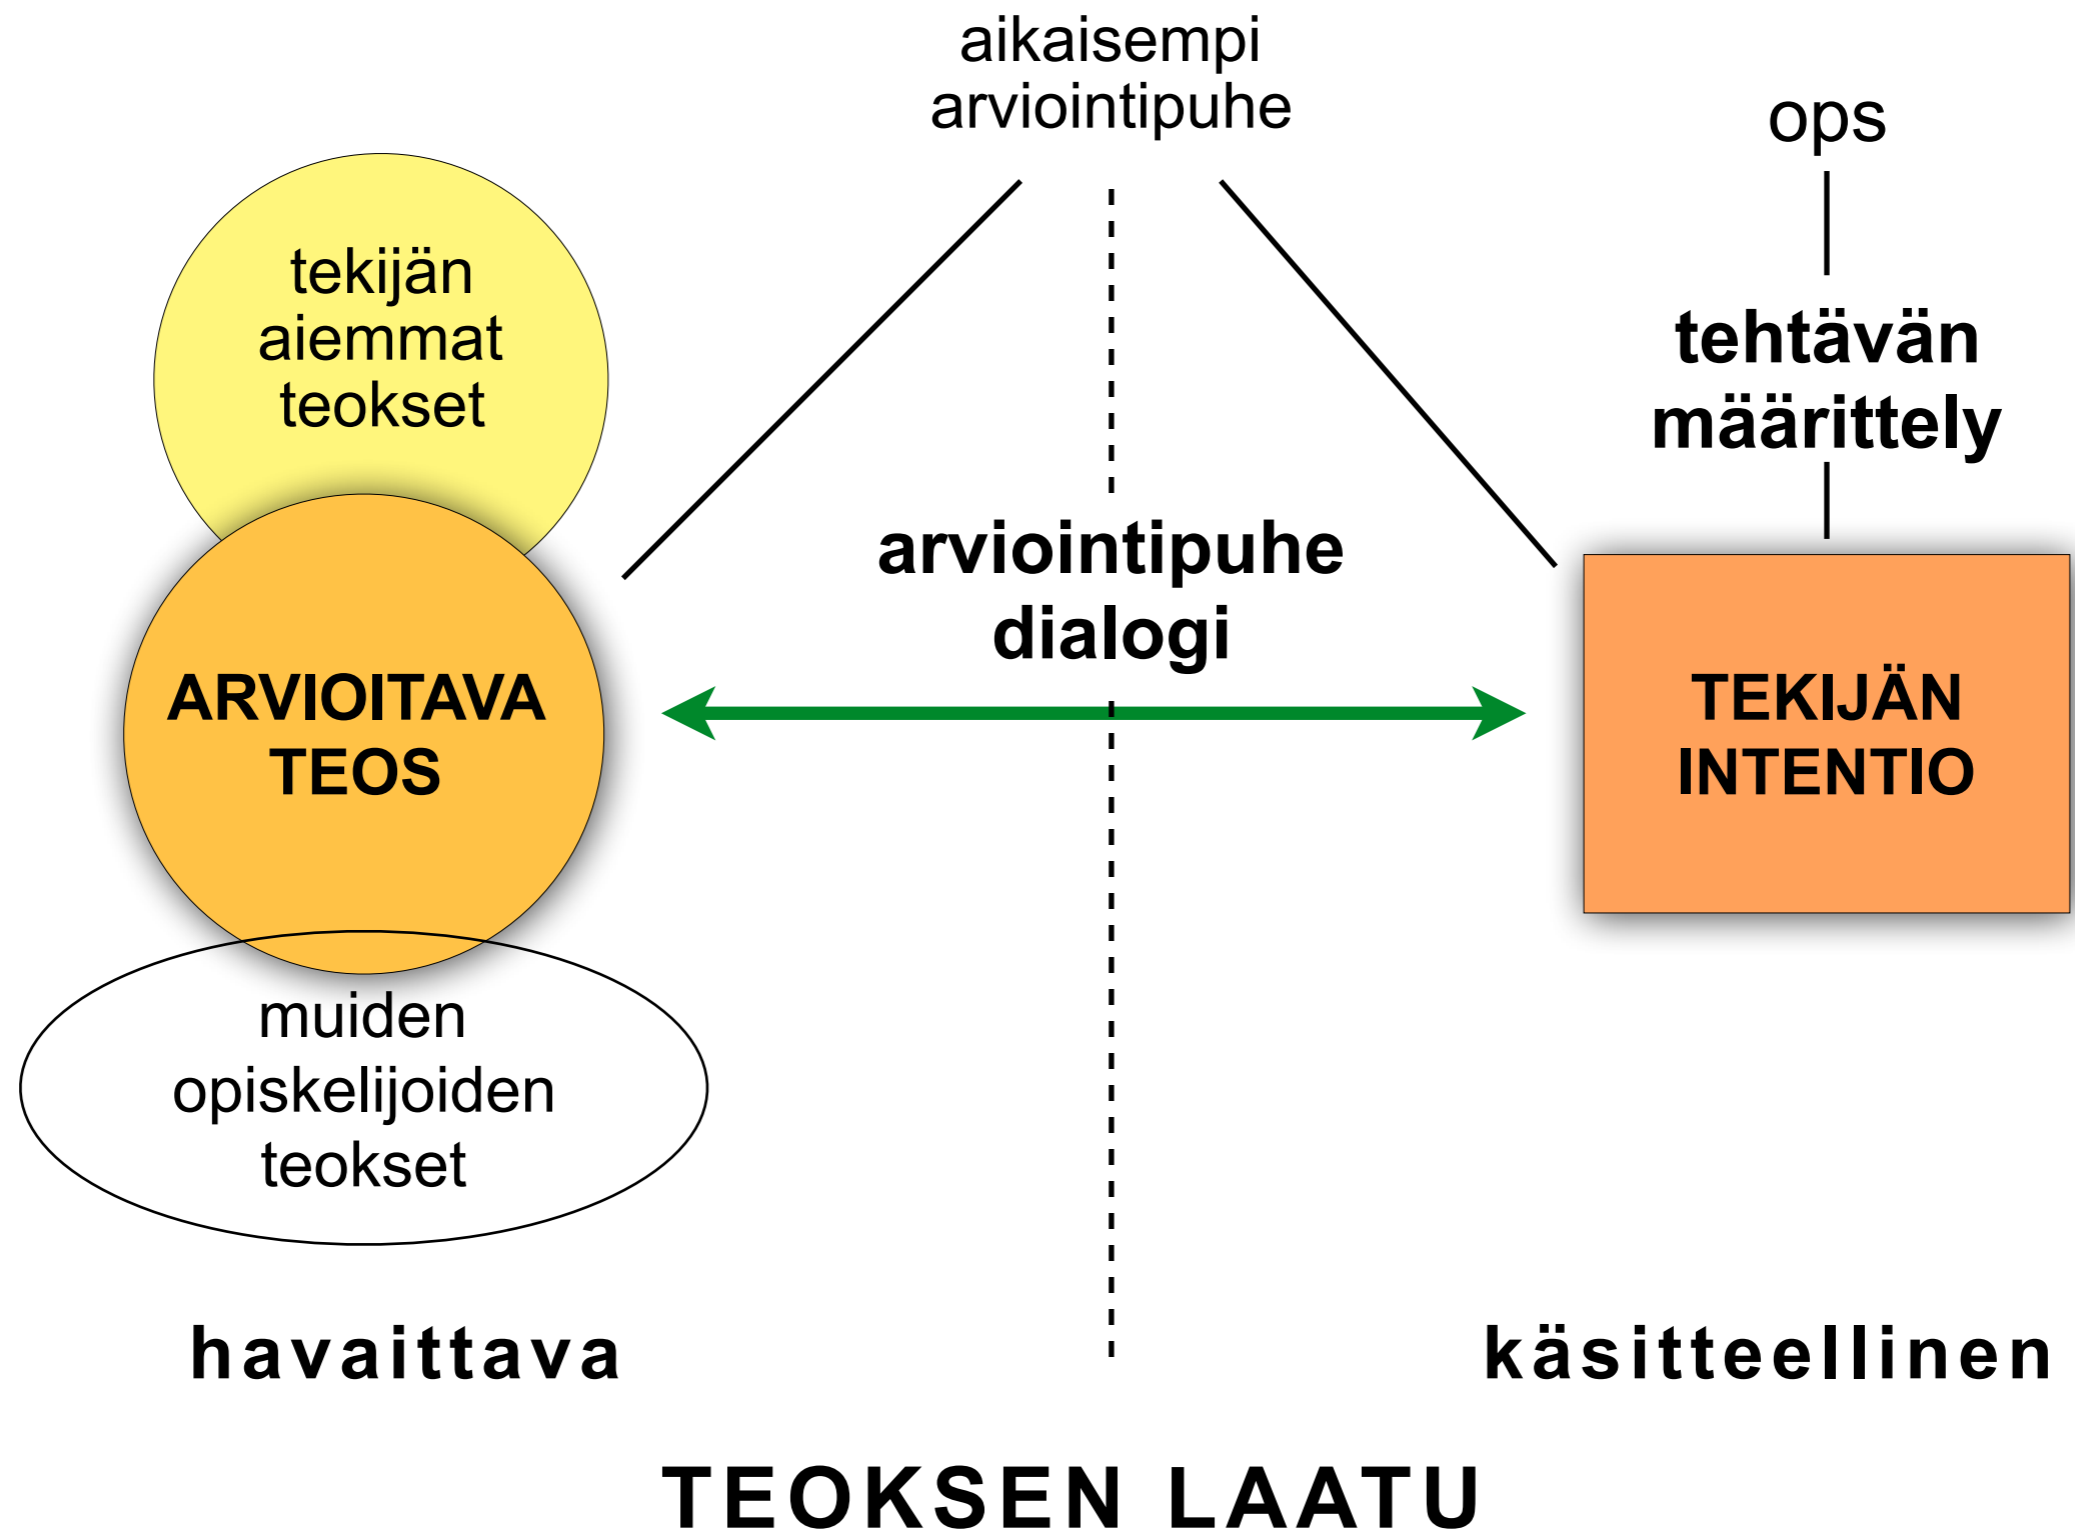 aikaisempi
arviointipuhe
ops
tekijän
aiemmat
teokset
tehtävän
määrittely
arviointipuhe
dialogi
ARVIOITAVA
TEOS
TEKIJÄN
INTENTIO
muiden
opiskelijoiden
teokset
havaittava
käsitteellinen
TEOKSEN LAATU